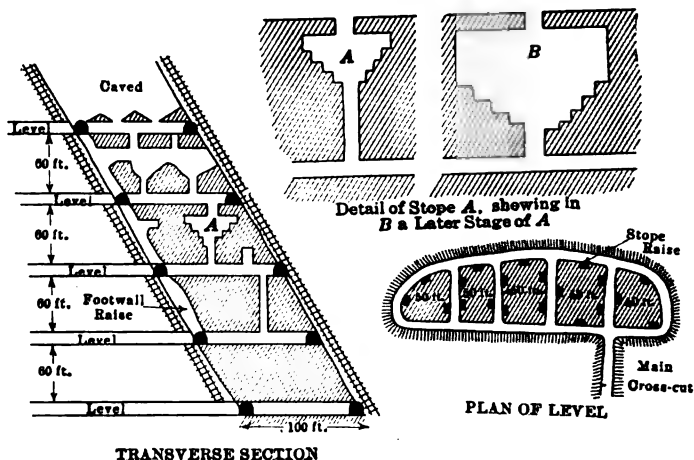 Caved
Level
60 ft.
Level
60 ft.
A
Level
60 ft.
Footwall
Raise
Level
60 ft.
Level
100 ft.
TRANSVERSE SECTION
A
B
Detail of Stope A, showing in
B a Later Stage of A
Stope
Raise
Main
Cross-cut
PLAN OF LEVEL